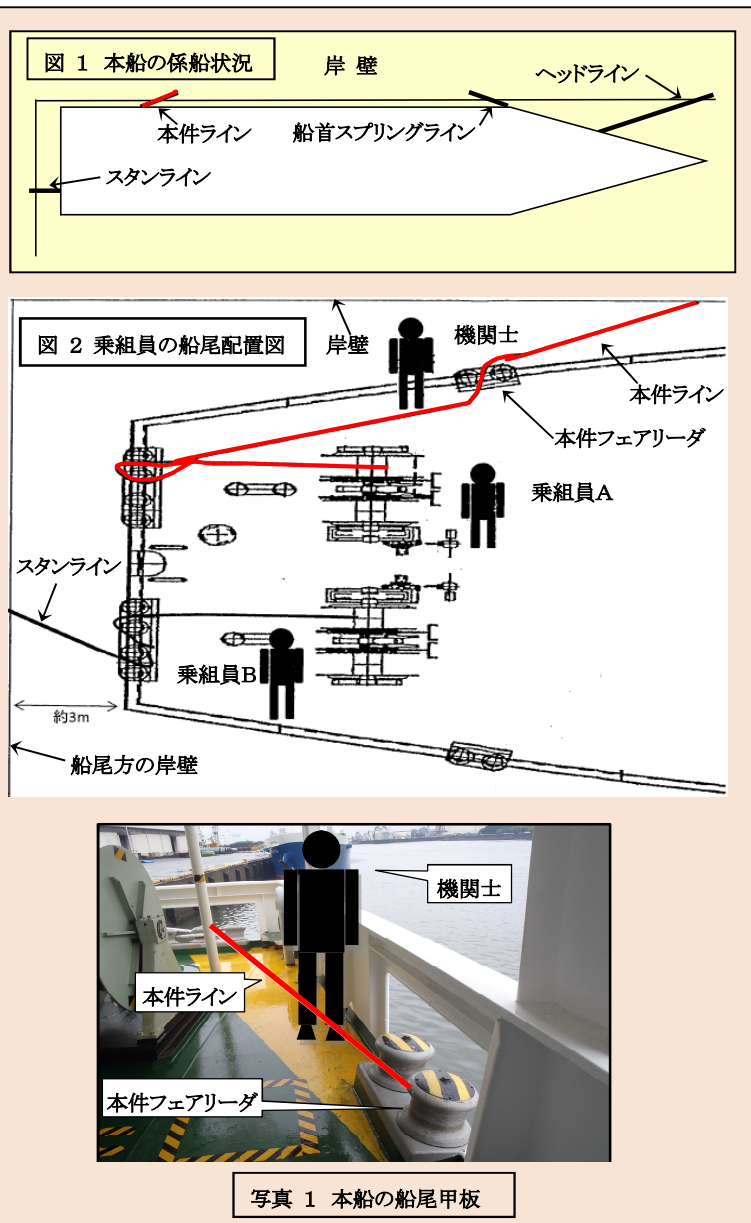 図 1 本船の係船状況
岸 壁
ヘッドライン
本件ライン
船首スプリングライン
スタンライン
図 2 乗組員の船尾配置図
岸壁
機関士
本件ライン
本件フェアリーダ
乗組員A
スタンライン
乗組員B
約3m
船尾方の岸壁
機関士
本件ライン
本件フェアリーダ
写真 1 本船の船尾甲板